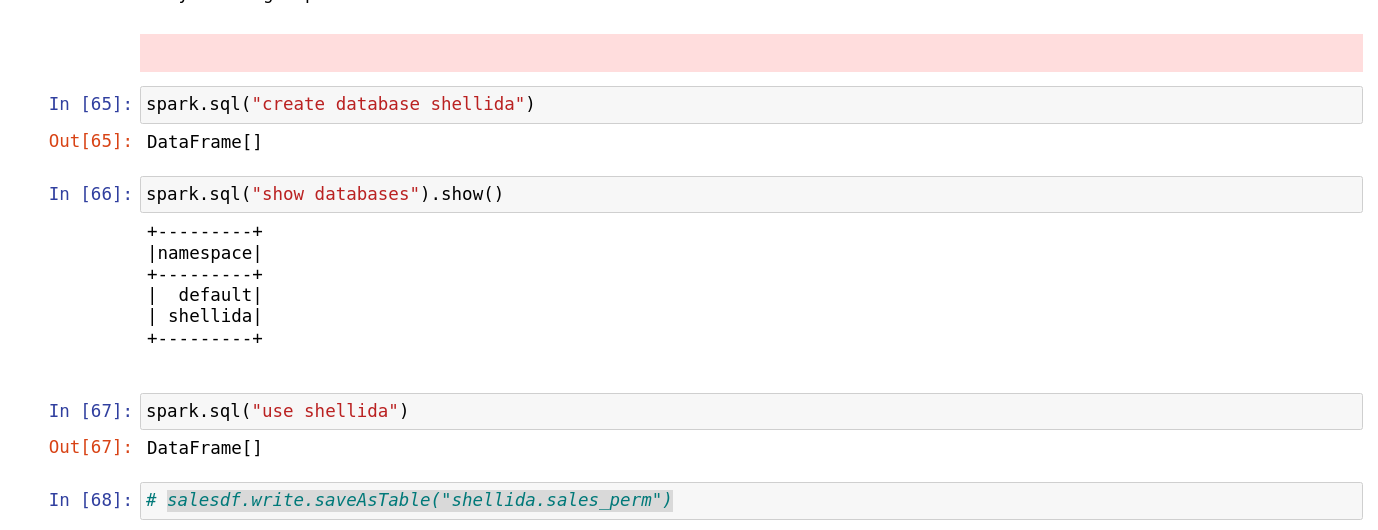 In [65]: spark.sql("create database shellida")
Out[65]: DataFrame[]
In [66]: spark.sql("show databases").show()
+---------+
|namespace|
+---------+
|  default|
| shellida|
+---------+
In [67]: spark.sql("use shellida")
Out[67]: DataFrame[]
In [68]: # salesdf.write.saveAsTable("shellida.sales_perm")